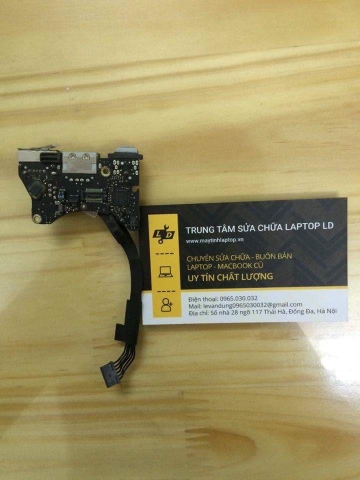 LD
TRUNG TÂM SỬA CHỮA LAPTOP LD
www.maytinhlaptop.vn
CHUYÊN SỬA CHỮA - BUÔN BÁN
LAPTOP - MACBOOK CŨ
UY TÍN CHẤT LƯỢNG
Điện thoại: 0965.030.032
Mail: levandung0965030032@gmail.com
Địa chỉ: Số nhà 28 ngõ 117 Thái Hà, Đống Đa, Hà Nội